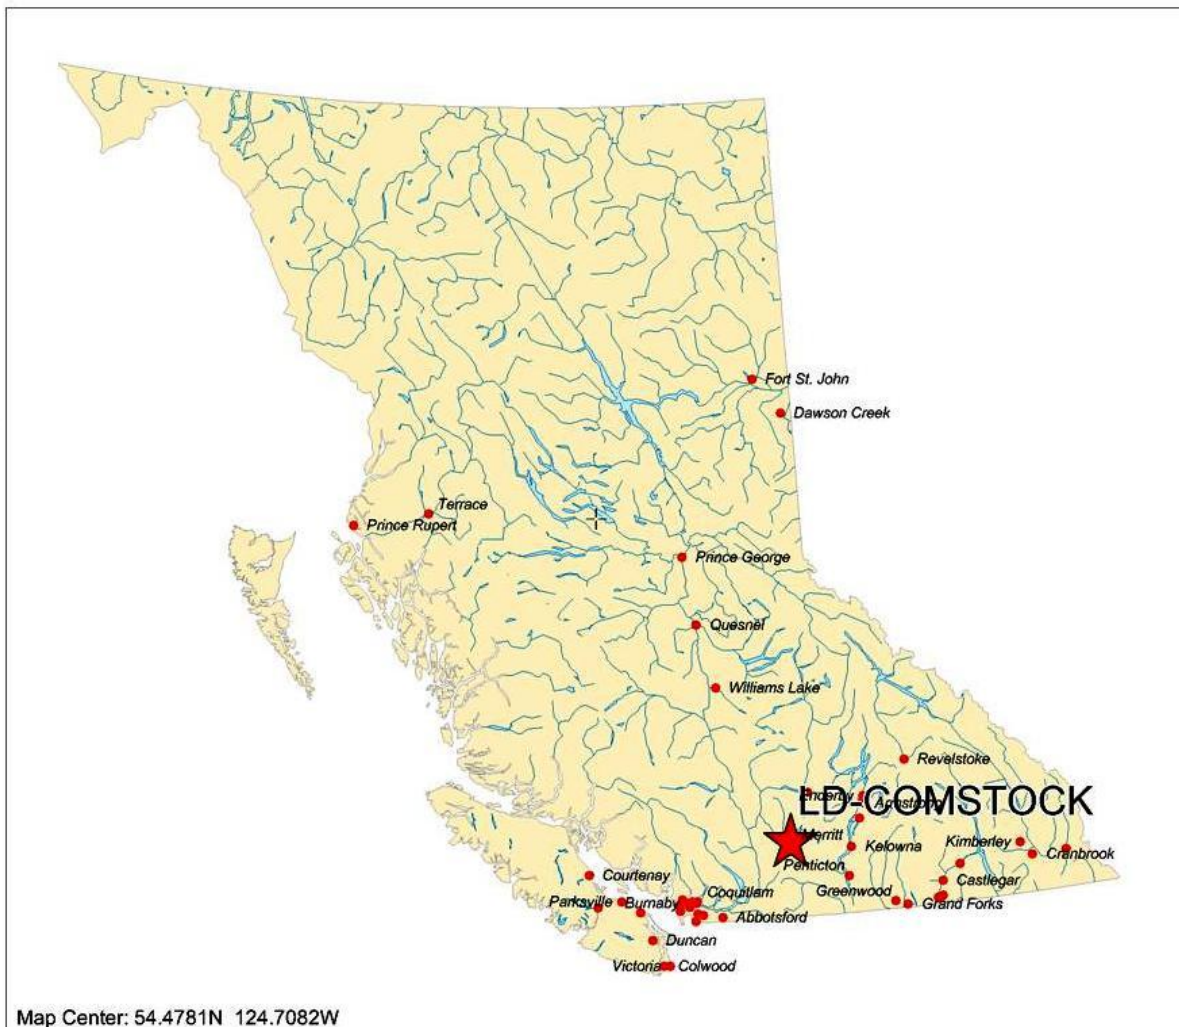 Fort St. John
Dawson Creek
Terrace
Prince Rupert
Prince George
Quesnel
Williams Lake
Revelstoke
Enderby
LD-COMSTOCK
Armstrong
Merritt
Kelowna
Kimberley
Cranbrook
Penticton
Courtenay
Greenwood
Castlegar
Coquitlam
Parksville
Burnaby
Grand Forks
Abbotsford
Duncan
Victoria
Colwood
Map Center: 54.4781N 124.7082W